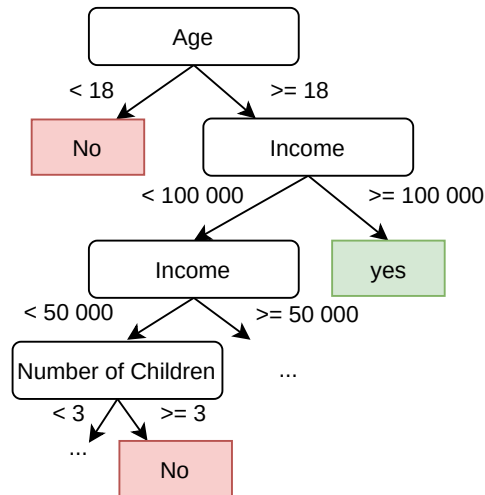 Age
< 18
>= 18
No
Income
< 100 000
>= 100 000
Income
yes
< 50 000
>= 50 000
Number of Children
...
< 3
>= 3
...
No